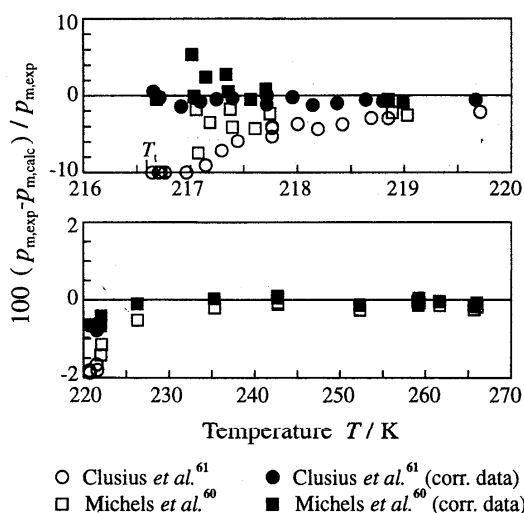 100 (p_m,exp-p_m,calc) / p_m,exp
10
0
-10
T_t
216 217 218 219 220
2
0
-2
220 230 240 250 260 270
Temperature T / K
○ Clusius et al.^61 ● Clusius et al.^61 (corr. data)
□ Michels et al.^60 ■ Michels et al.^60 (corr. data)